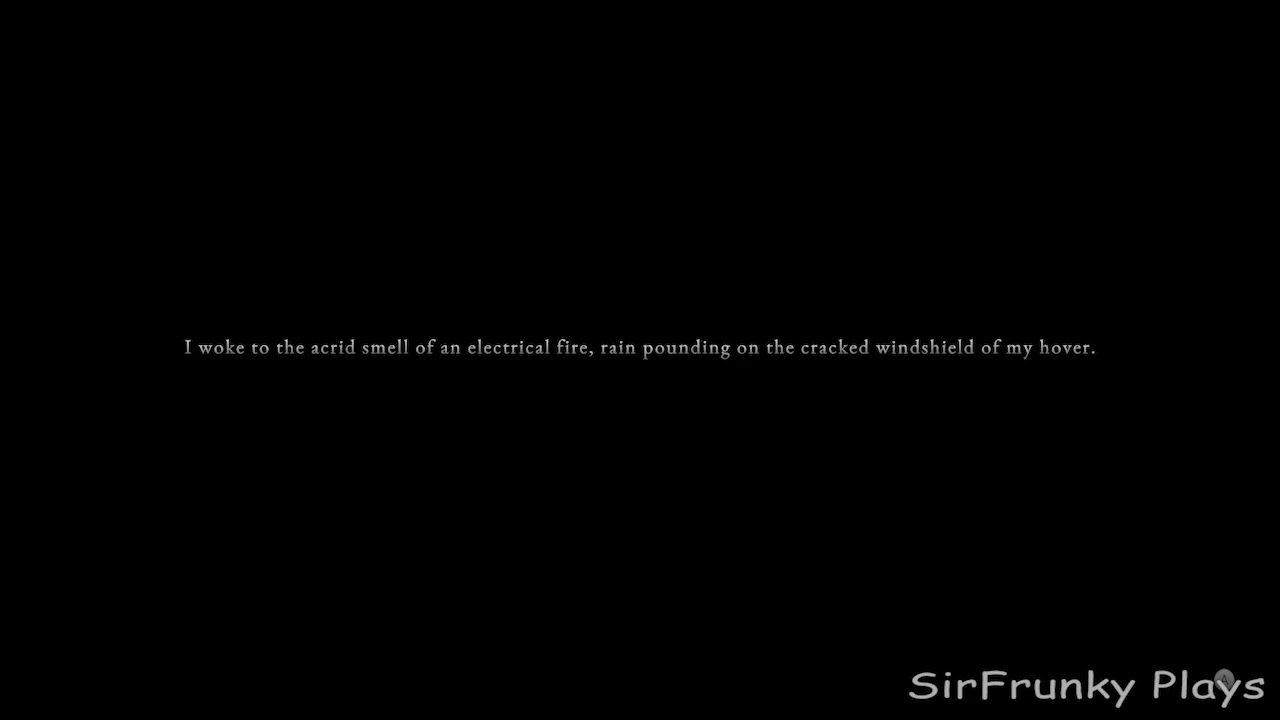 I woke to the acrid smell of an electrical fire, rain pounding on the cracked windshield of my hover.
SirFrunky Plays